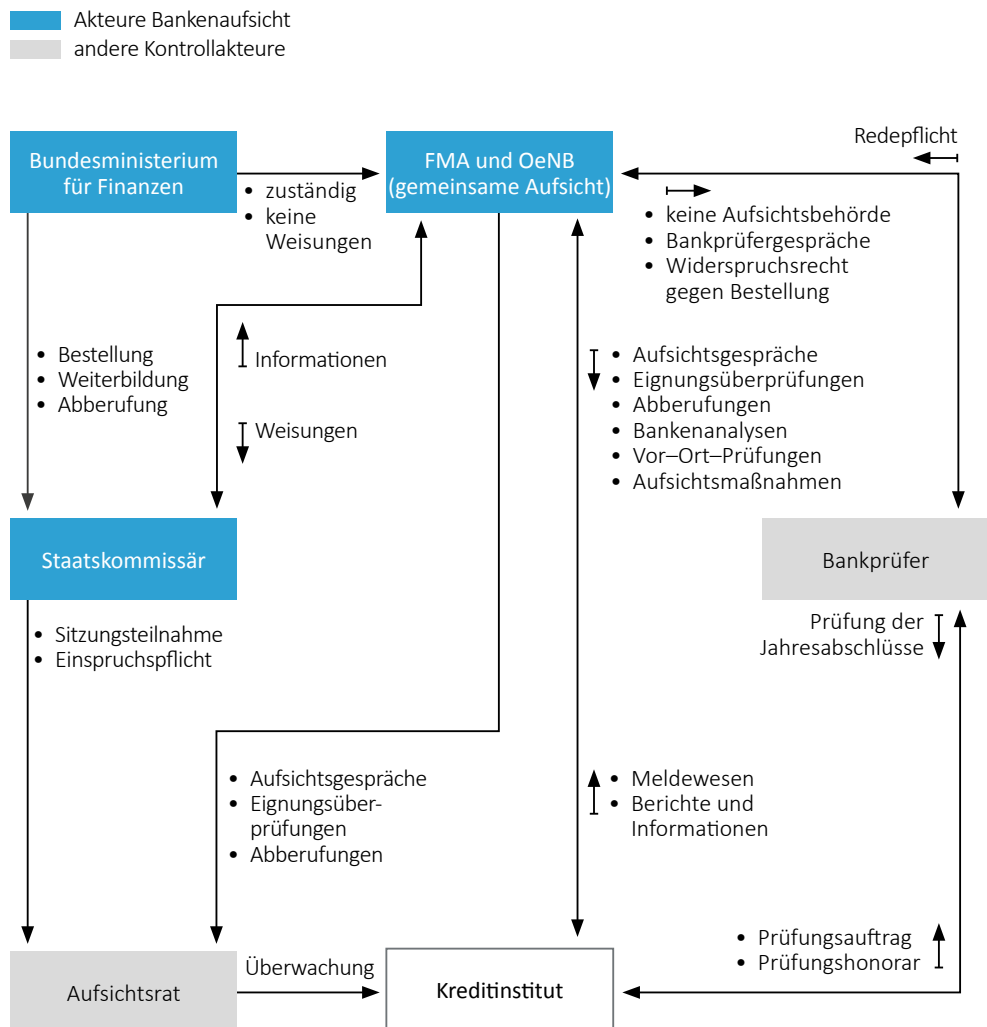 Akteure Bankenaufsicht
andere Kontrollakteure
Redepflicht
Bundesministerium
für Finanzen
• zuständig
• keine
Weisungen
FMA und OeNB
(gemeinsame Aufsicht)
• keine Aufsichtsbehörde
• Bankprüfergespräche
• Widerspruchsrecht
gegen Bestellung
• Bestellung
• Weiterbildung
• Abberufung
Informationen
Weisungen
• Aufsichtsgespräche
• Eignungsüberprüfungen
• Abberufungen
• Bankenanalysen
• Vor–Ort–Prüfungen
• Aufsichtsmaßnahmen
Staatskommissär
Bankprüfer
• Sitzungsteilnahme
• Einspruchspflicht
Prüfung der
Jahresabschlüsse
• Aufsichtsgespräche
• Eignungsüber-
prüfungen
• Abberufungen
• Meldewesen
• Berichte und
Informationen
• Prüfungsauftrag
• Prüfungshonorar
Aufsichtsrat
Überwachung
Kreditinstitut